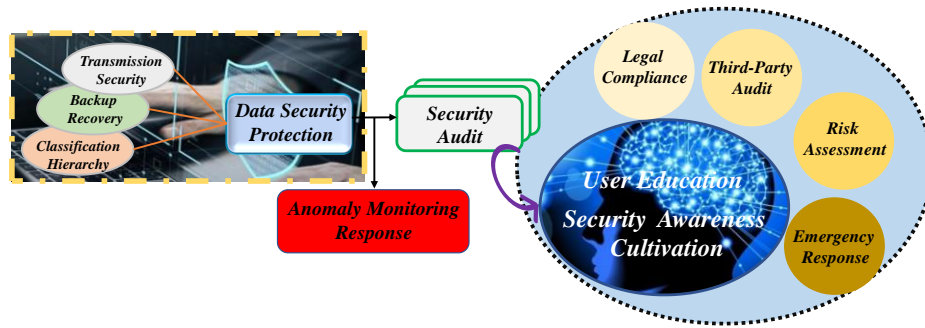 Transmission
Security
Backup
Recovery
Classification
Hierarchy
Data Security
Protection
Security
Audit
Anomaly Monitoring
Response
Legal
Compliance
Third-Party
Audit
Risk
Assessment
Emergency
Response
User Education
Security Awareness
Cultivation